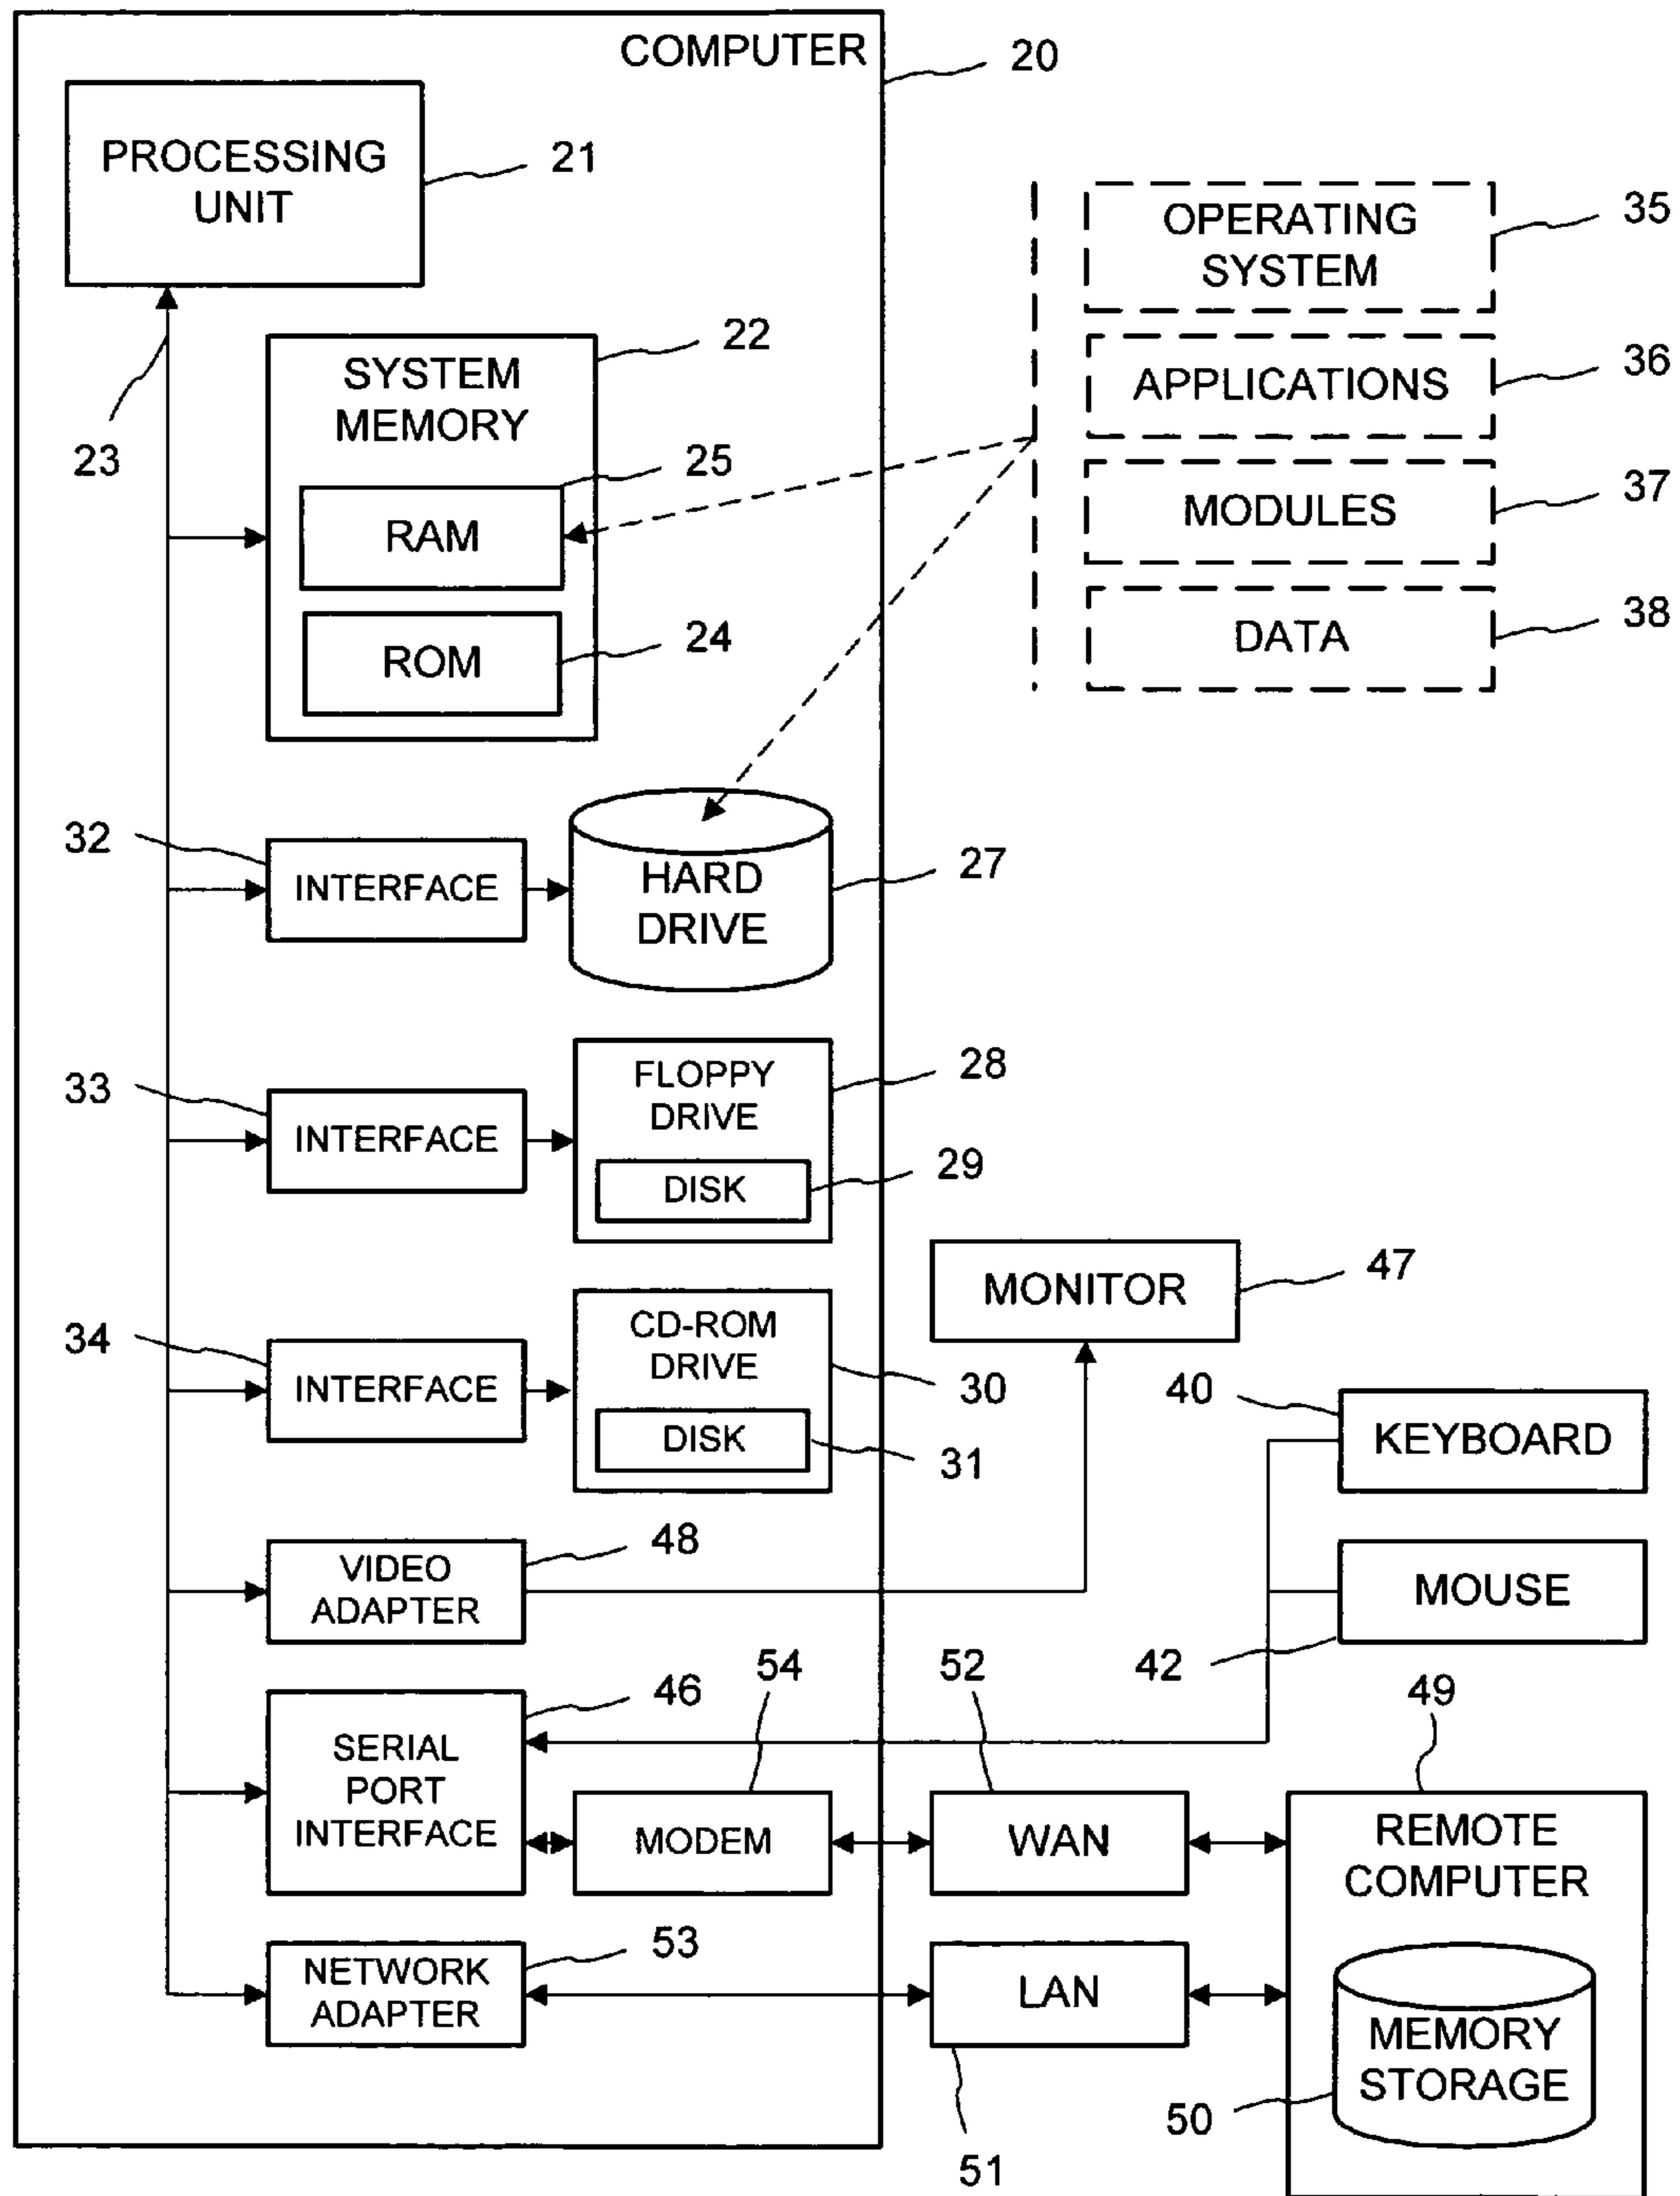 COMPUTER
20
PROCESSING
UNIT
21
23
SYSTEM
MEMORY
22
RAM
25
ROM
24
OPERATING
SYSTEM
35
APPLICATIONS
36
MODULES
37
DATA
38
32
INTERFACE
HARD
DRIVE
27
33
INTERFACE
FLOPPY
DRIVE
28
DISK
29
34
INTERFACE
CD-ROM
DRIVE
30
DISK
31
MONITOR
47
40
KEYBOARD
MOUSE
42
VIDEO
ADAPTER
48
SERIAL
PORT
INTERFACE
46
MODEM
54
WAN
52
49
REMOTE
COMPUTER
MEMORY
STORAGE
50
NETWORK
ADAPTER
53
LAN
51